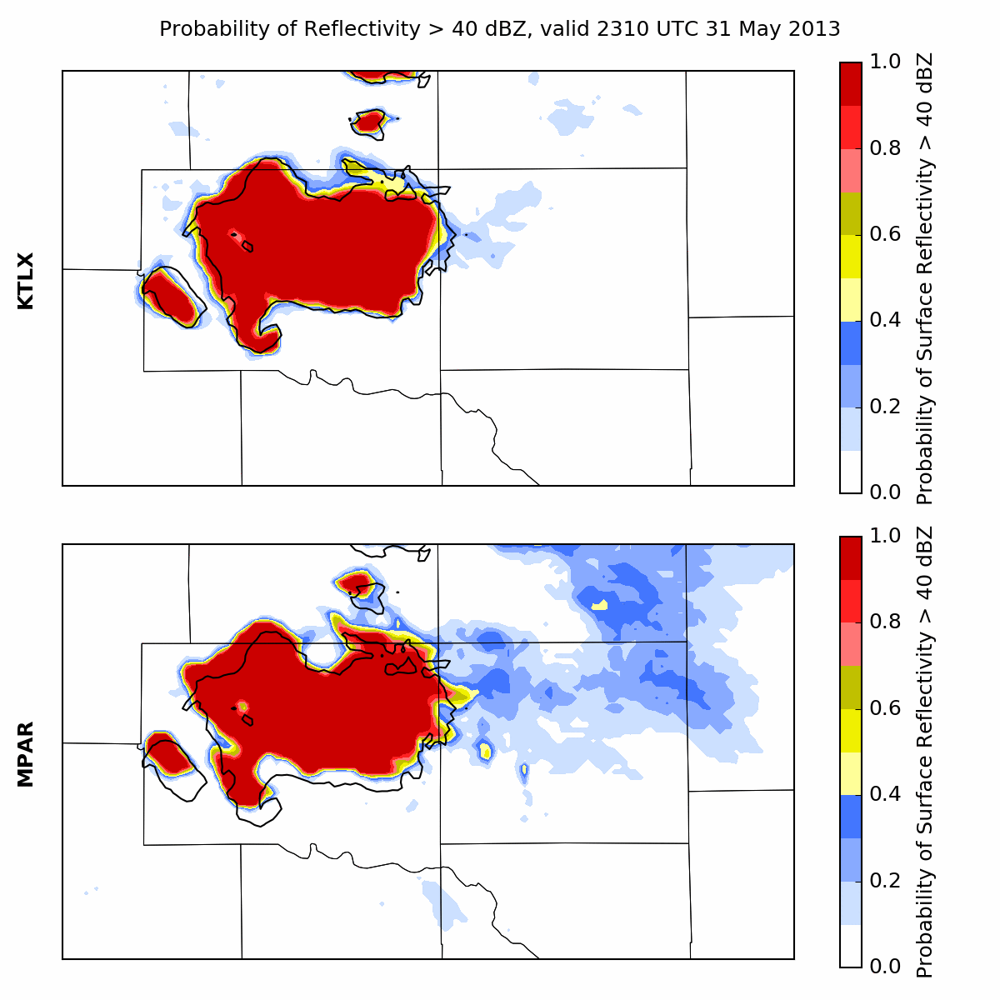 Probability of Reflectivity > 40 dBZ, valid 2310 UTC 31 May 2013
KTLX
1.0
0.8
0.6
0.4
0.2
0.0
Probability of Surface Reflectivity > 40 dBZ
MPAR
1.0
0.8
0.6
0.4
0.2
0.0
Probability of Surface Reflectivity > 40 dBZ